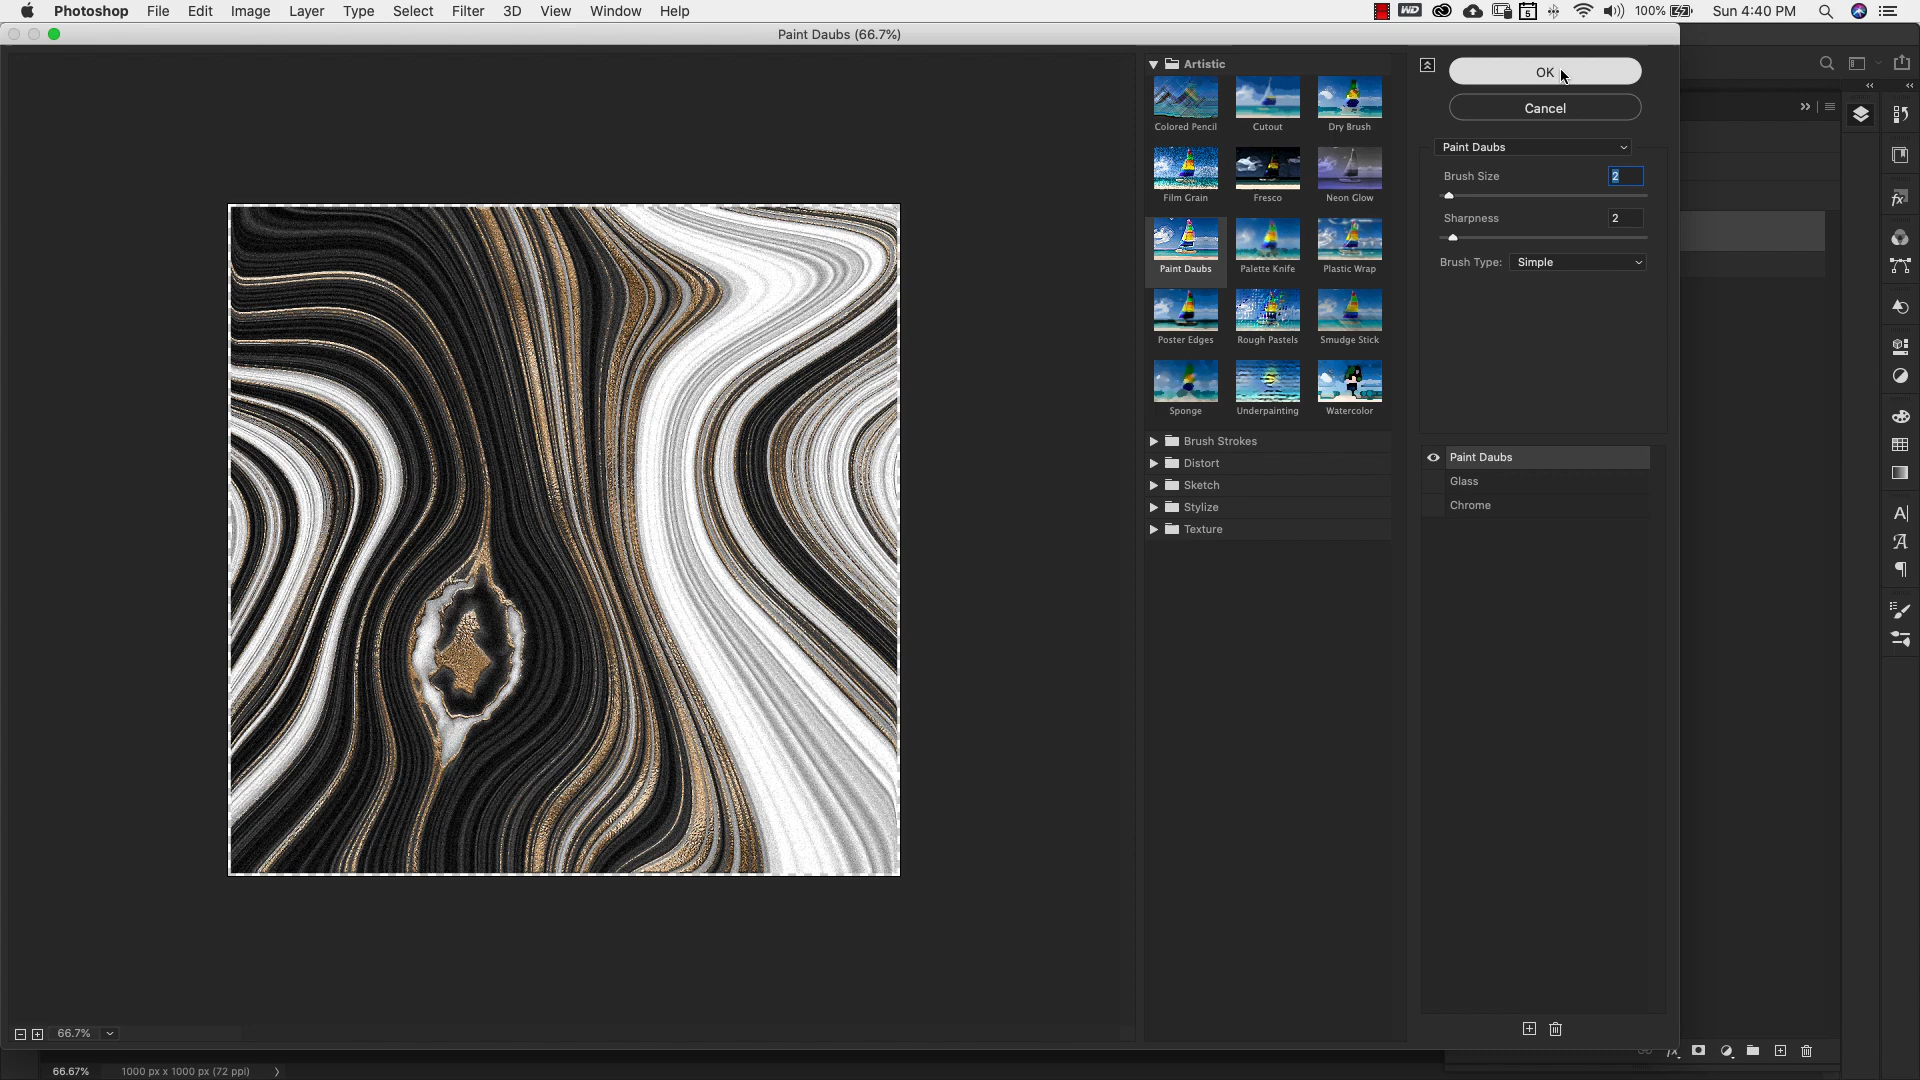 Photoshop File Edit Image Layer Type Select Filter 3D View Window Help
WD 5 100% Sun 4:40 PM
Paint Daubs (66.7%)
Artistic
Colored Pencil Cutout Dry Brush
Film Grain Fresco Neon Glow
Paint Daubs Palette Knife Plastic Wrap
Poster Edges Rough Pastels Smudge Stick
Sponge Underpainting Watercolor
Brush Strokes
Distort
Sketch
Stylize
Texture
OK
Cancel
Paint Daubs
Brush Size 2
Sharpness 2
Brush Type: Simple
Paint Daubs
Glass
Chrome
66.7%
66.67% 1000 px x 1000 px (72 ppi)